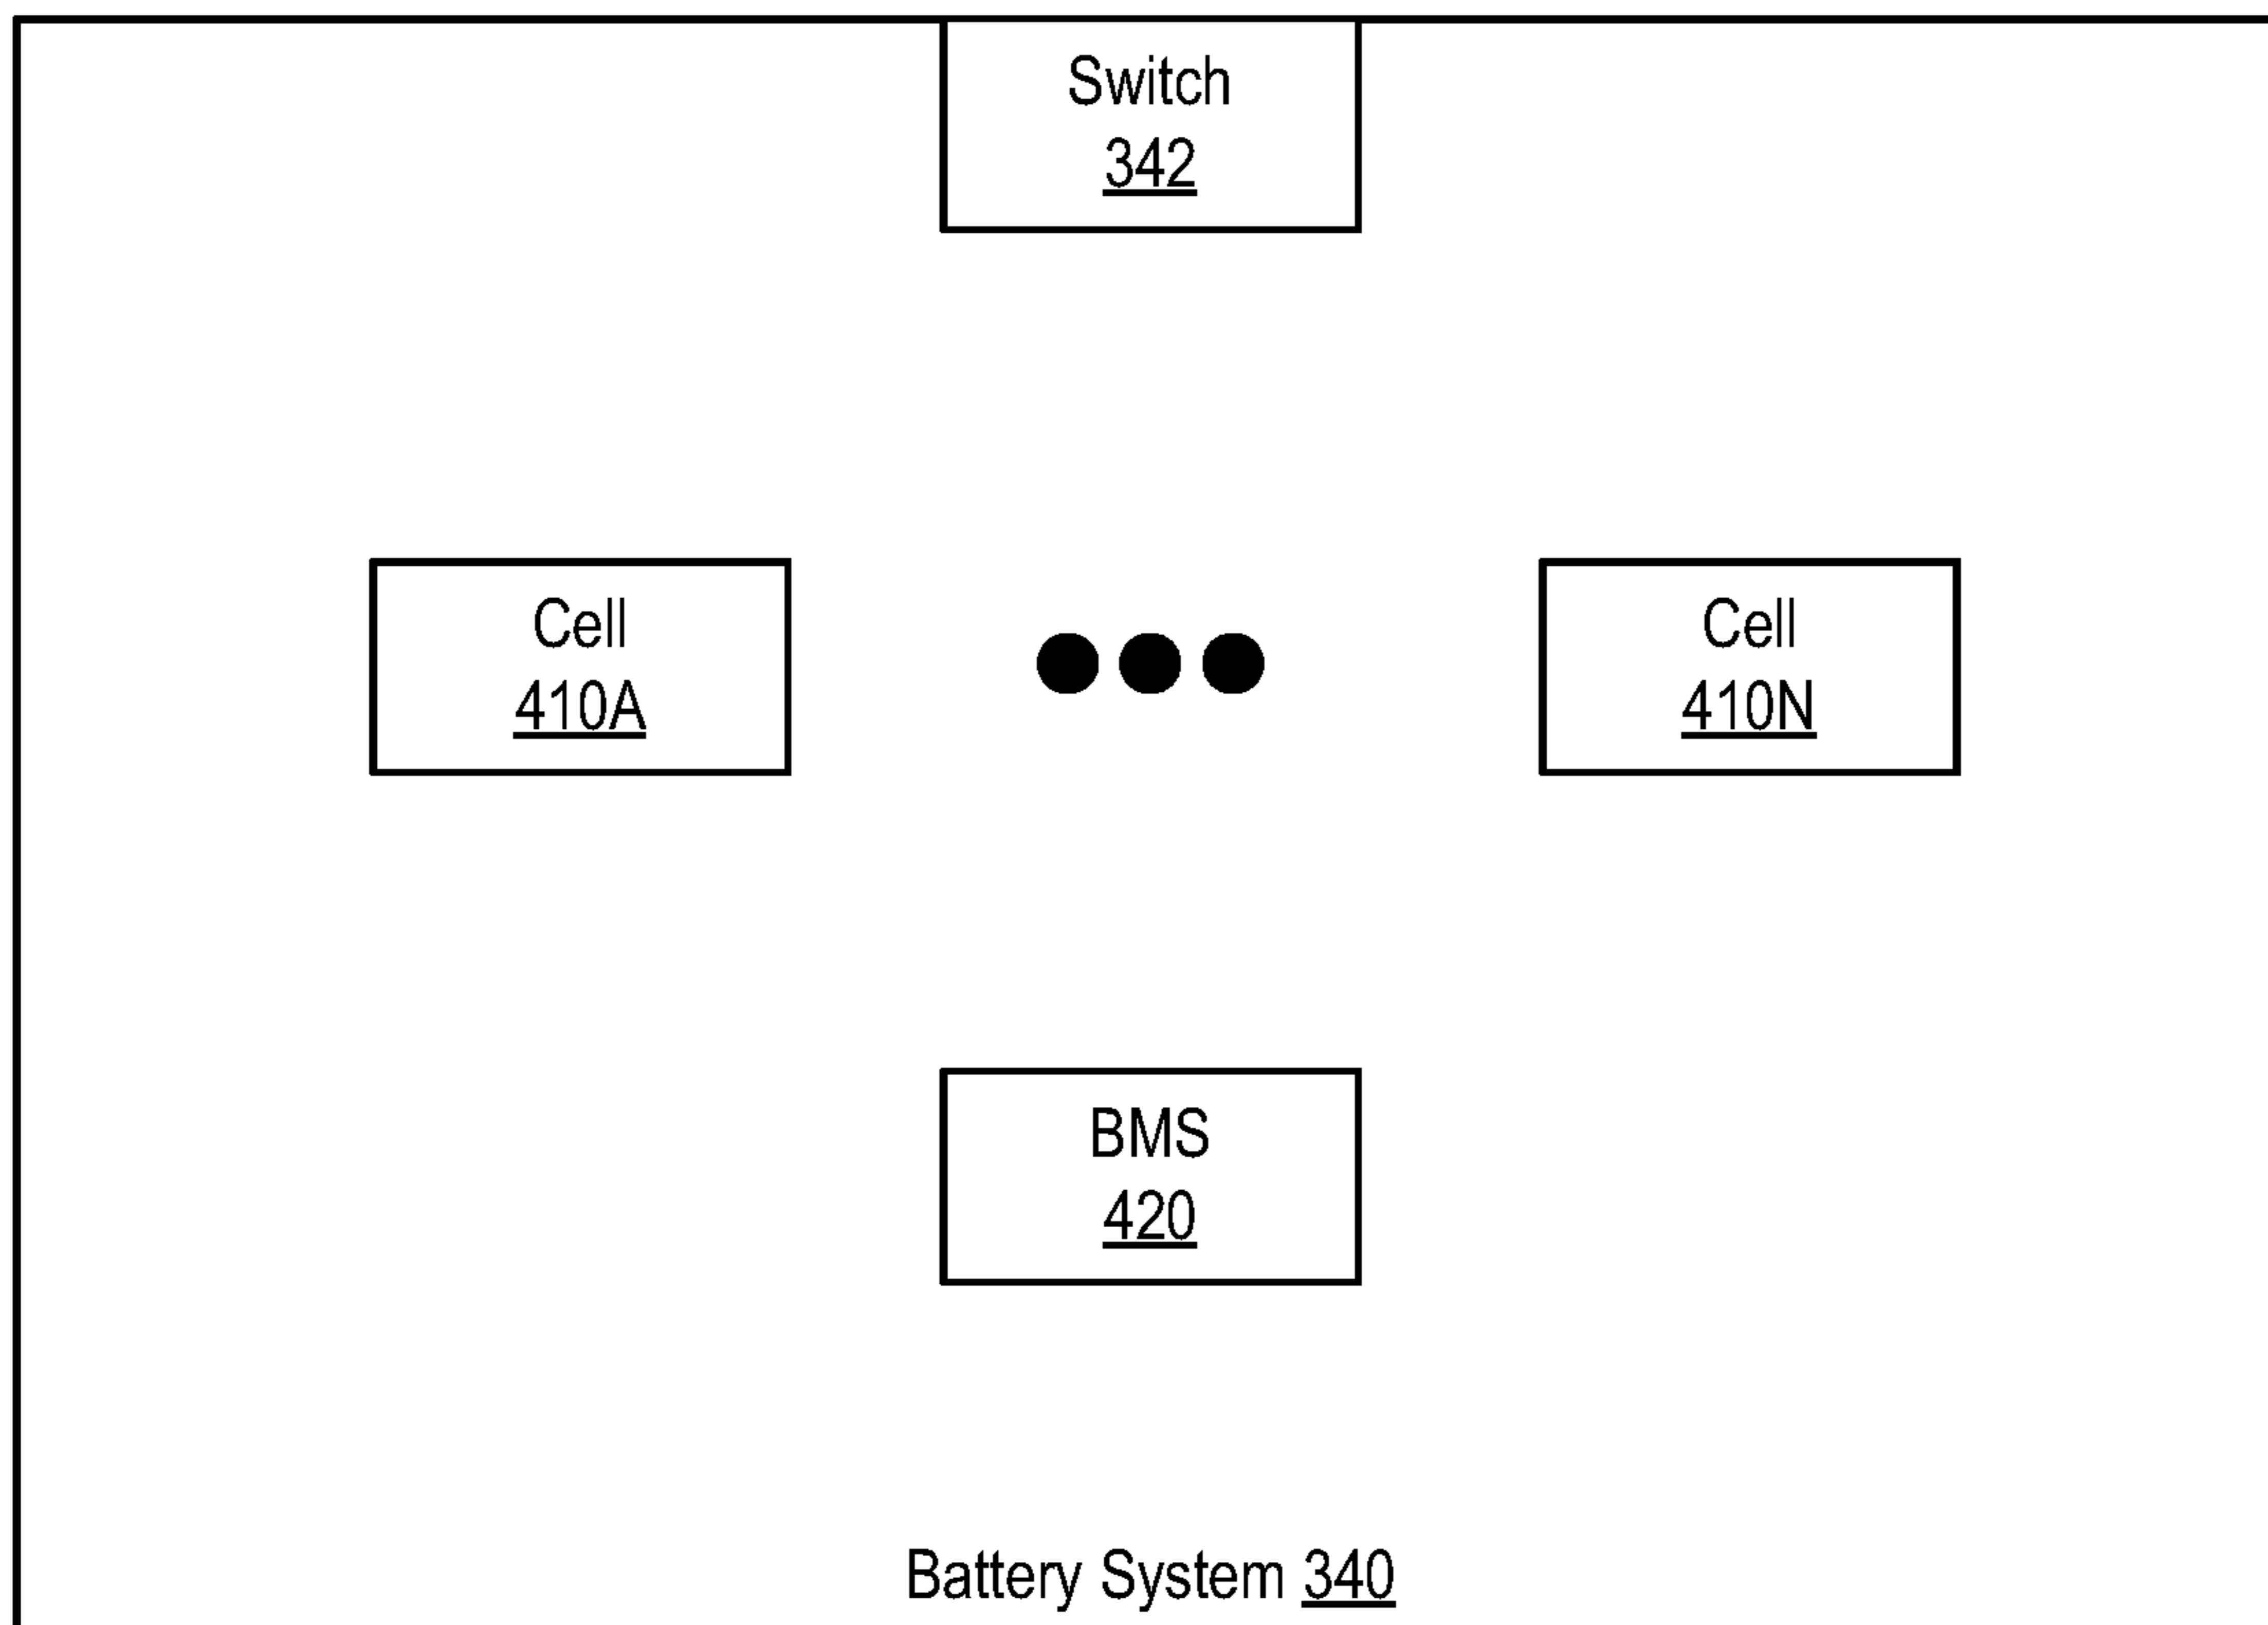 Switch
342
Cell
410A
Cell
410N
BMS
420
Battery System 340